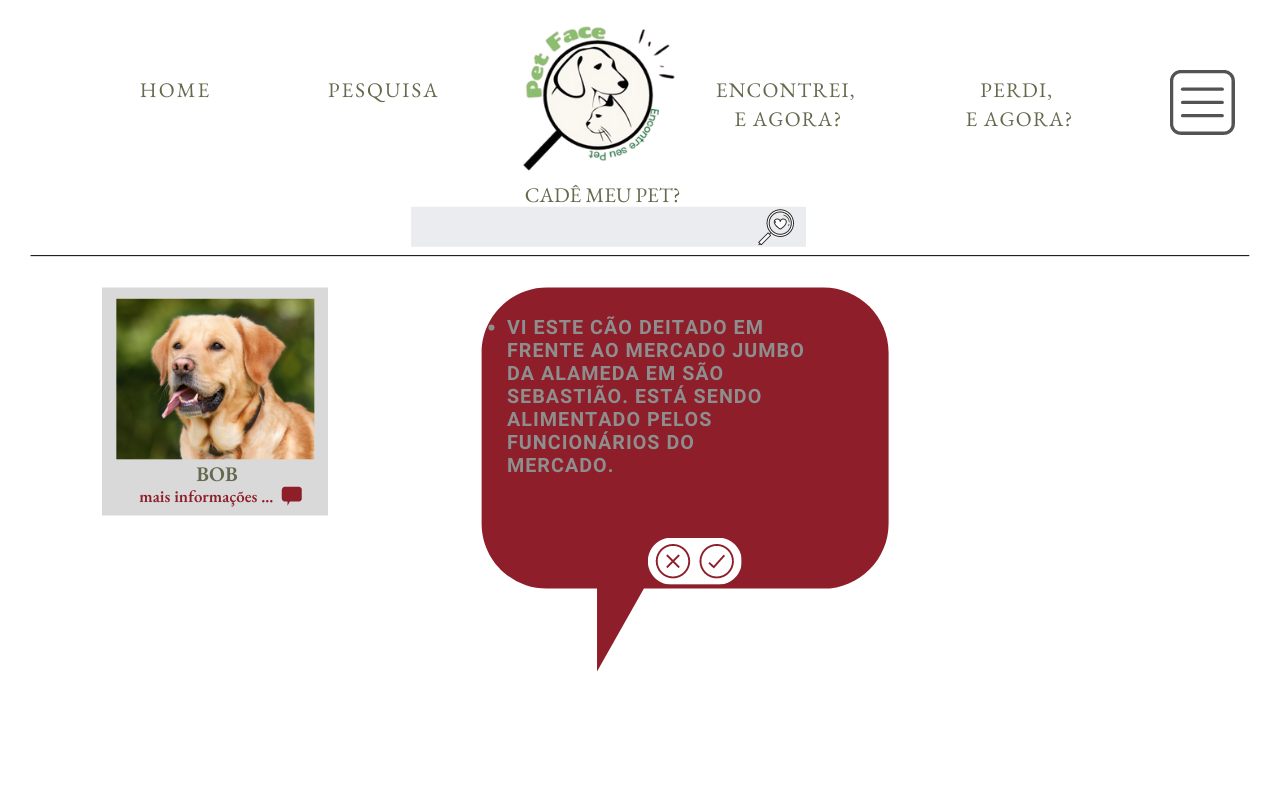 HOME
PESQUISA
Pet Face
Encontre seu Pet
ENCONTREI,
E AGORA?
PERDI,
E AGORA?
CADÊ MEU PET?
• VI ESTE CÃO DEITADO EM
FRENTE AO MERCADO JUMBO
DA ALAMEDA EM SÃO
SEBASTIÃO. ESTÁ SENDO
ALIMENTADO PELOS
FUNCIONÁRIOS DO
MERCADO.
BOB
mais informações ...